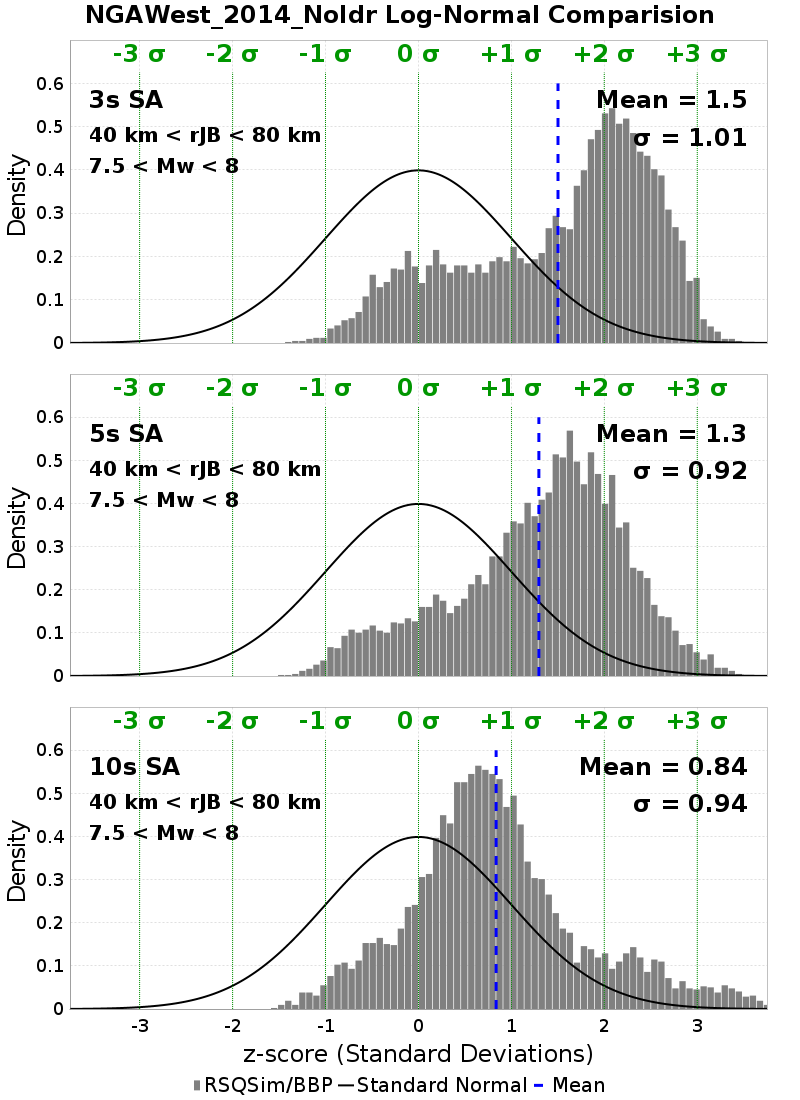 NGAWest_2014_NoIdr Log-Normal Comparision
-3 σ -2 σ -1 σ 0 σ +1 σ +2 σ +3 σ
3s SA
Mean = 1.5
40 km < rJB < 80 km
σ = 1.01
7.5 < Mw < 8
0.6
0.5
0.4
0.3
0.2
0.1
0
Density
-3 σ -2 σ -1 σ 0 σ +1 σ +2 σ +3 σ
5s SA
Mean = 1.3
40 km < rJB < 80 km
σ = 0.92
7.5 < Mw < 8
0.6
0.5
0.4
0.3
0.2
0.1
0
Density
-3 σ -2 σ -1 σ 0 σ +1 σ +2 σ +3 σ
10s SA
Mean = 0.84
40 km < rJB < 80 km
σ = 0.94
7.5 < Mw < 8
0.6
0.5
0.4
0.3
0.2
0.1
0
Density
-3 -2 -1 0 1 2 3
z-score (Standard Deviations)
RSQSim/BBP Standard Normal Mean